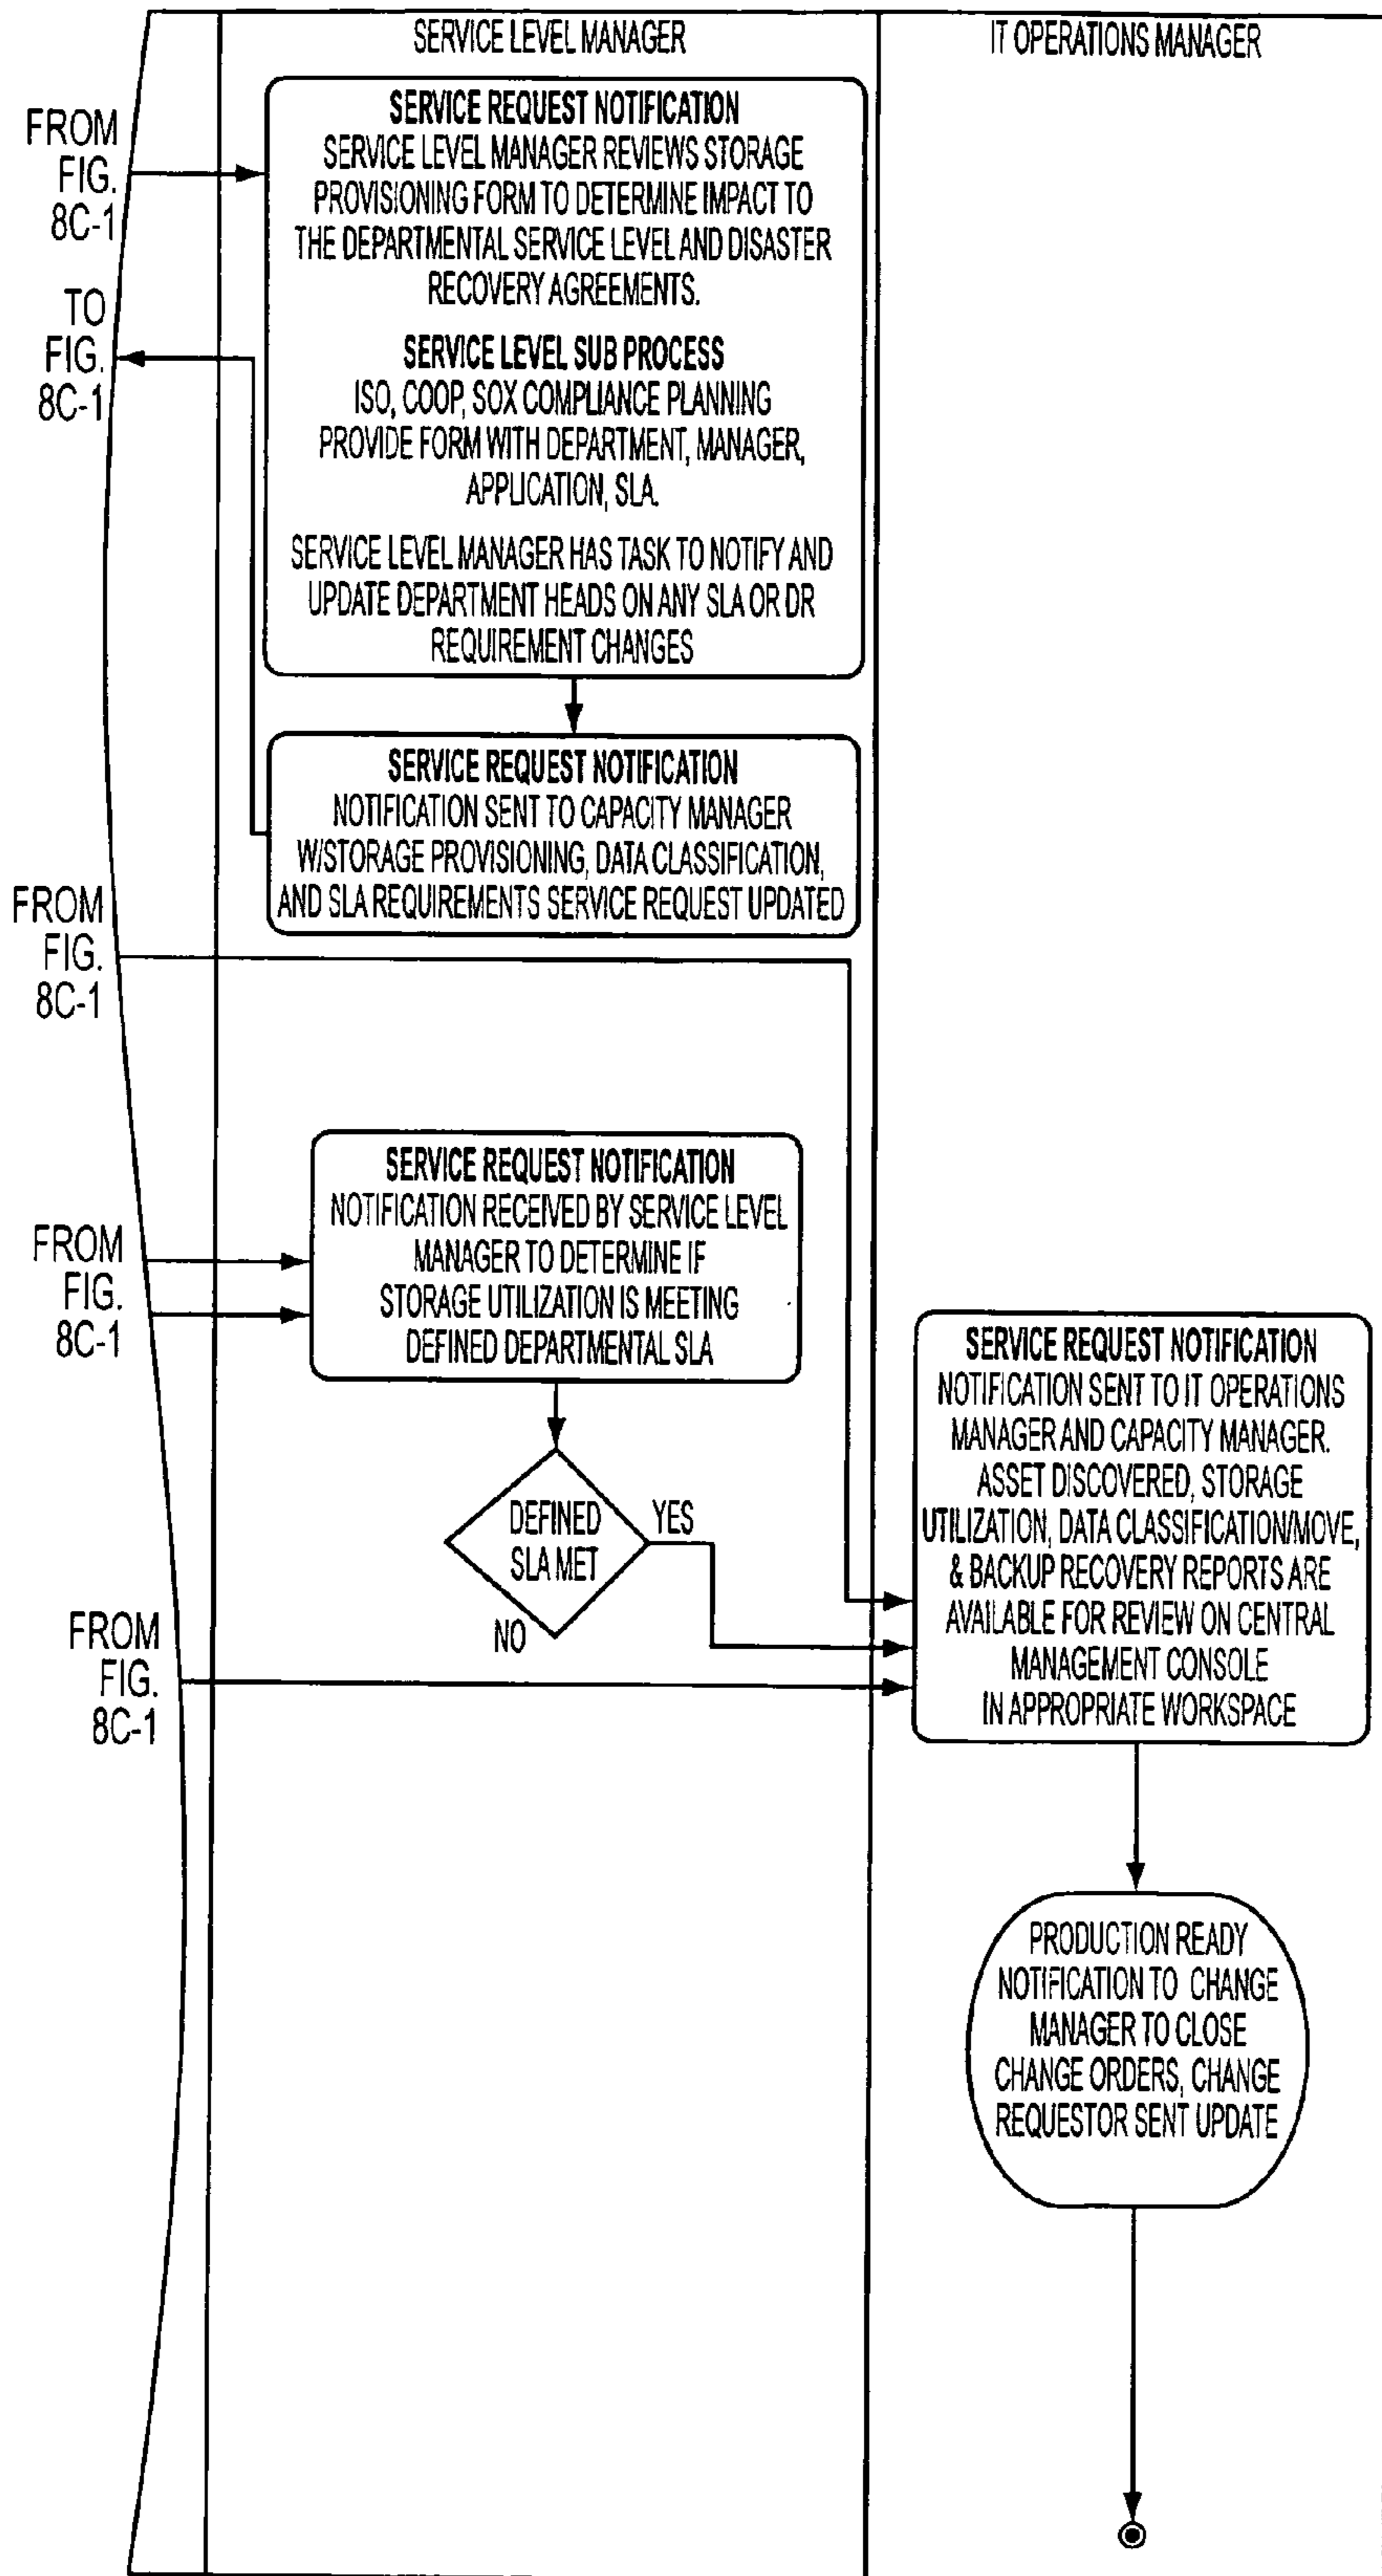 SERVICE LEVEL MANAGER
IT OPERATIONS MANAGER
FROM
FIG.
8C-1
SERVICE REQUEST NOTIFICATION
SERVICE LEVEL MANAGER REVIEWS STORAGE
PROVISIONING FORM TO DETERMINE IMPACT TO
THE DEPARTMENTAL SERVICE LEVEL AND DISASTER
RECOVERY AGREEMENTS.
SERVICE LEVEL SUB PROCESS
ISO, COOP, SOX COMPLIANCE PLANNING
PROVIDE FORM WITH DEPARTMENT, MANAGER,
APPLICATION, SLA.
SERVICE LEVEL MANAGER HAS TASK TO NOTIFY AND
UPDATE DEPARTMENT HEADS ON ANY SLA OR DR
REQUIREMENT CHANGES
TO
FIG.
8C-1
SERVICE REQUEST NOTIFICATION
NOTIFICATION SENT TO CAPACITY MANAGER
W/STORAGE PROVISIONING, DATA CLASSIFICATION,
AND SLA REQUIREMENTS SERVICE REQUEST UPDATED
FROM
FIG.
8C-1
SERVICE REQUEST NOTIFICATION
NOTIFICATION RECEIVED BY SERVICE LEVEL
MANAGER TO DETERMINE IF
STORAGE UTILIZATION IS MEETING
DEFINED DEPARTMENTAL SLA
FROM
FIG.
8C-1
DEFINED
SLA MET
YES
NO
FROM
FIG.
8C-1
SERVICE REQUEST NOTIFICATION
NOTIFICATION SENT TO IT OPERATIONS
MANAGER AND CAPACITY MANAGER.
ASSET DISCOVERED, STORAGE
UTILIZATION, DATA CLASSIFICATION/MOVE,
& BACKUP RECOVERY REPORTS ARE
AVAILABLE FOR REVIEW ON CENTRAL
MANAGEMENT CONSOLE
IN APPROPRIATE WORKSPACE
PRODUCTION READY
NOTIFICATION TO CHANGE
MANAGER TO CLOSE
CHANGE ORDERS, CHANGE
REQUESTOR SENT UPDATE